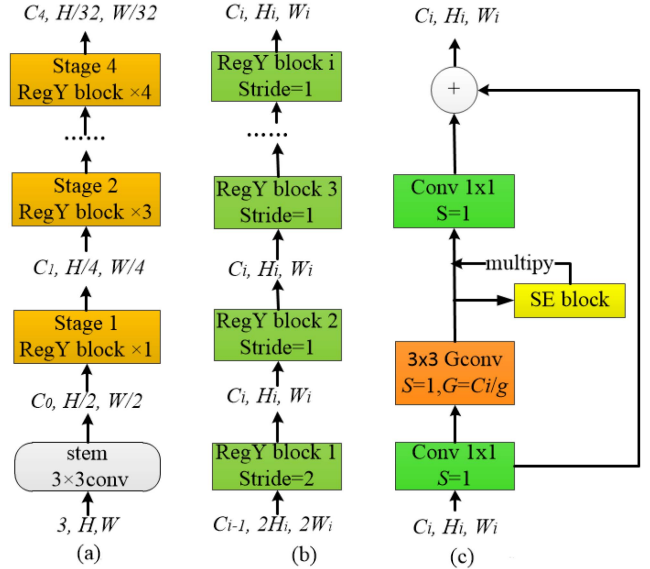 C4, H/32, W/32
Stage 4
RegY block ×4
......
Stage 2
RegY block ×3
C1, H/4, W/4
Stage 1
RegY block ×1
C0, H/2, W/2
stem
3×3conv
3, H,W
(a)
Ci, Hi, Wi
RegY block i
Stride=1
......
RegY block 3
Stride=1
Ci, Hi, Wi
RegY block 2
Stride=1
Ci, Hi, Wi
RegY block 1
Stride=2
Ci-1, 2Hi, 2Wi
(b)
Ci, Hi, Wi
+
Conv 1x1
S=1
multipy
SE block
3x3 Gconv
S=1,G=Ci/g
Conv 1x1
S=1
Ci, Hi, Wi
(c)